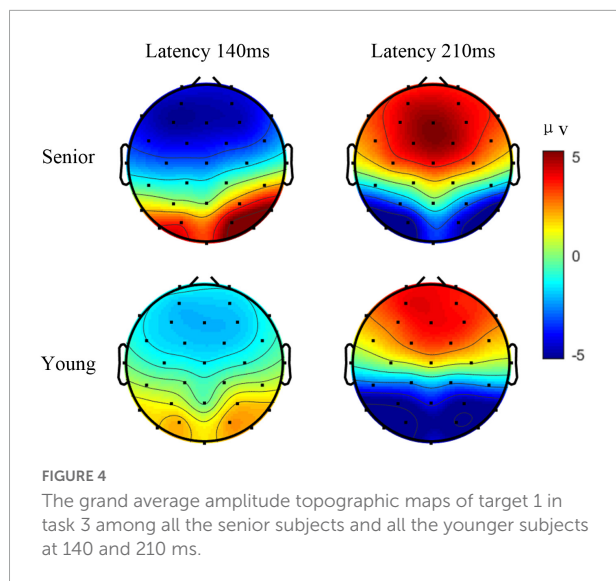 Latency 140ms Latency 210ms
μ v
Senior
5
0
-5
Young
FIGURE 4
The grand average amplitude topographic maps of target 1 in
task 3 among all the senior subjects and all the younger subjects
at 140 and 210 ms.